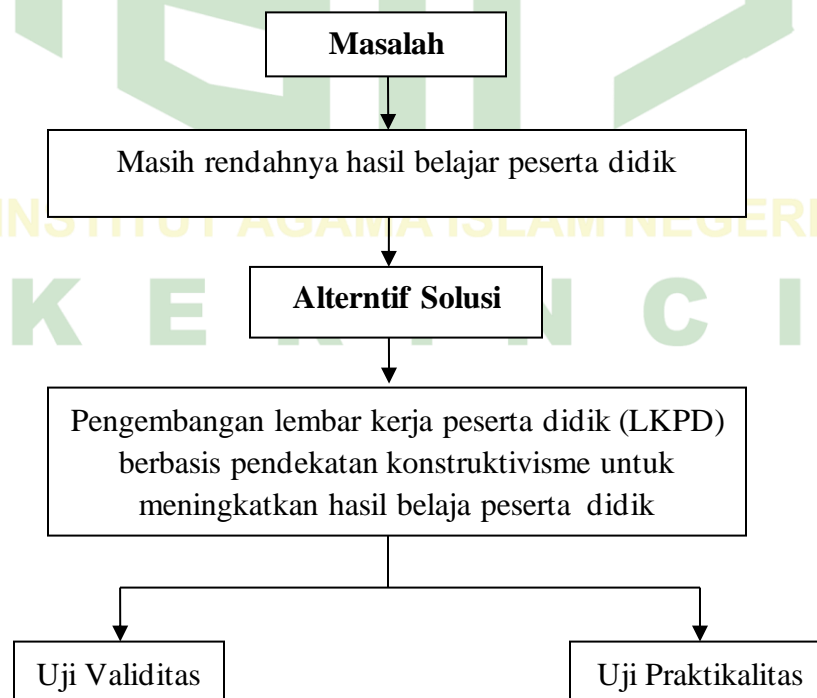 Masalah
Masih rendahnya hasil belajar peserta didik
INSTITUT AGAMA ISLAM NEGERI
Alterntif Solusi
K E R I N C I
Pengembangan lembar kerja peserta didik (LKPD)
berbasis pendekatan konstruktivisme untuk
meningkatkan hasil belaja peserta didik
Uji Validitas
Uji Praktikalitas